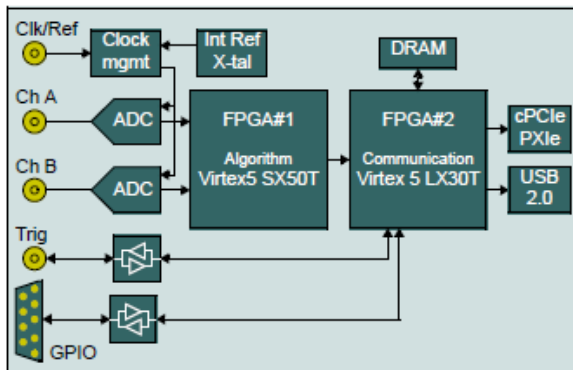 Clk/Ref
Clock
mgmt
Int Ref
X-tal
DRAM
Ch A
ADC
FPGA#1
Algorithm
Virtex5 SX50T
FPGA#2
Communication
Virtex 5 LX30T
cPCIe
PXIe
Ch B
ADC
USB
2.0
Trig
GPIO